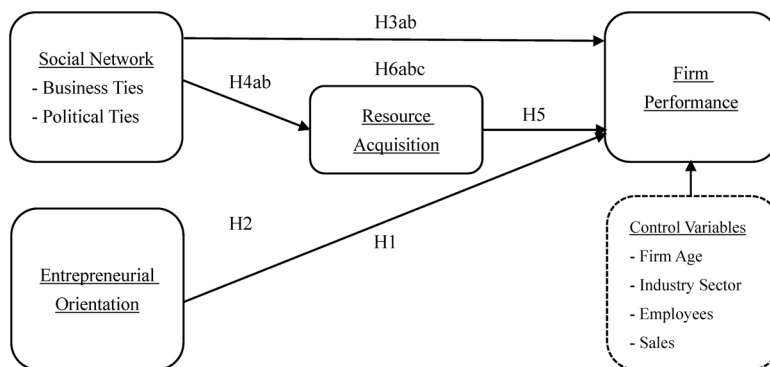 H3ab
Social Network
- Business Ties
- Political Ties
H4ab
H6abc
Resource
Acquisition
H5
Firm
Performance
H2
H1
Entrepreneurial
Orientation
Control Variables
- Firm Age
- Industry Sector
- Employees
- Sales